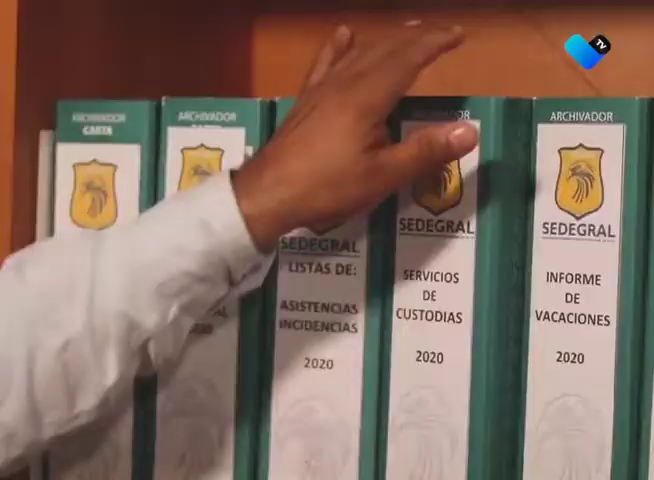 TV
ARCHIVADOR
CARTA
ARCHIVADOR
SEDEGRAL
LISTAS DE:
ASISTENCIAS
INCIDENCIAS
2020
SEDEGRAL
SERVICIOS
DE
CUSTODIAS
2020
ARCHIVADOR
SEDEGRAL
INFORME
DE
VACACIONES
2020